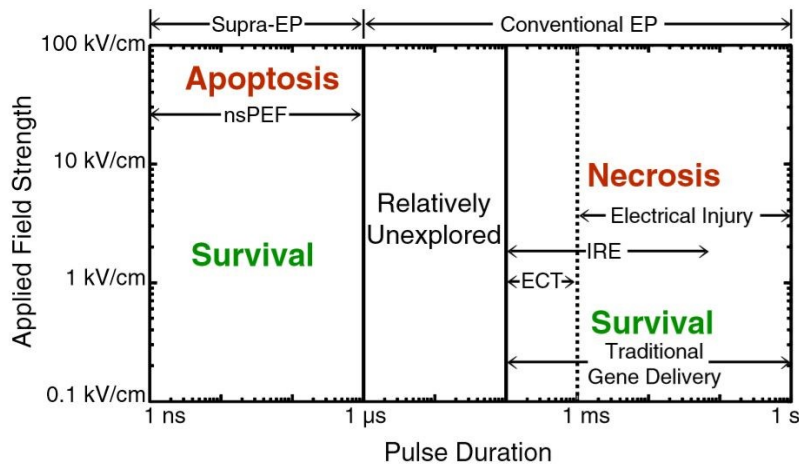 Supra-EP
Conventional EP
100 kV/cm
Apoptosis
nsPEF
10 kV/cm
Necrosis
Relatively
Unexplored
Electrical Injury
Survival
IRE
1 kV/cm
ECT
Survival
Traditional
Gene Delivery
0.1 kV/cm
1 ns
1 µs
1 ms
1 s
Applied Field Strength
Pulse Duration